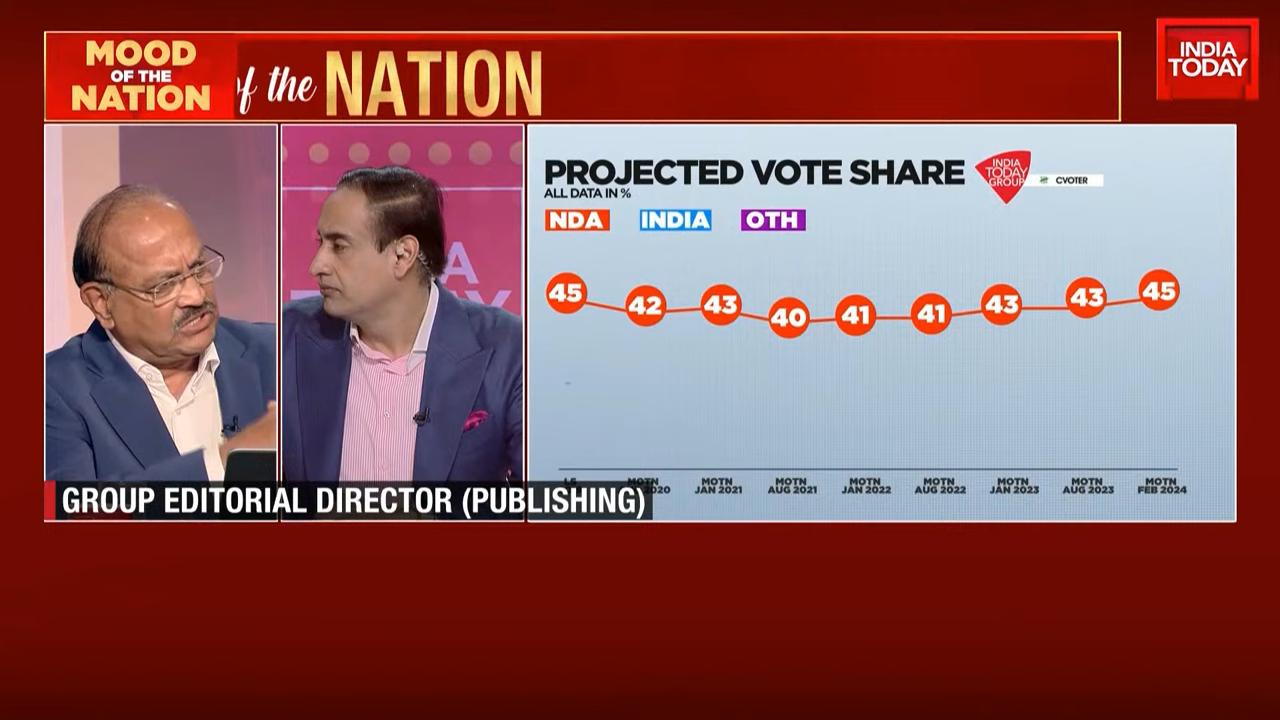 MOOD
OF THE
NATION
of the NATION
INDIA
TODAY
PROJECTED VOTE SHARE
INDIA
TODAY
GROUP
CVOTER
ALL DATA IN %
NDA INDIA OTH
45 42 43 40 41 41 43 43 45
MOTN MOTN MOTN MOTN MOTN MOTN MOTN MOTN
2020 JAN 2021 AUG 2021 JAN 2022 AUG 2022 JAN 2023 AUG 2023 FEB 2024
GROUP EDITORIAL DIRECTOR (PUBLISHING)